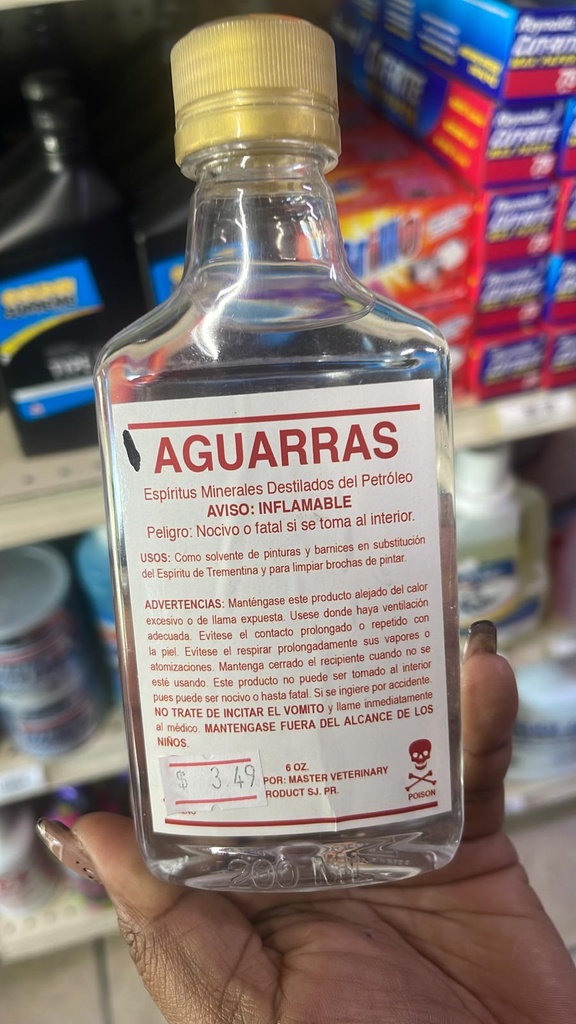 AGUARRAS
Espíritus Minerales Destilados del Petróleo
AVISO: INFLAMABLE
Peligro: Nocivo o fatal si se toma al interior.
USOS: Como solvente de pinturas y barnices en substitución
del Espíritu de Trementina y para limpiar brochas de pintar.
ADVERTENCIAS: Manténgase este producto alejado del calor
excesivo o de llama expuesta. Usese donde haya ventilación
adecuada. Evitese el contacto prolongado o repetido con
la piel. Evitese el respirar prolongadamente sus vapores o
atomizaciones. Mantenga cerrado el recipiente cuando no se
esté usando. Este producto no puede ser tomado al interior
pues puede ser nocivo o hasta fatal. Si se ingiere por accidente.
NO TRATE DE INCITAR EL VOMITO y llame inmediatamente
al médico. MANTENGASE FUERA DEL ALCANCE DE LOS
NIÑOS.
$ 3.49
6 OZ.
POR: MASTER VETERINARY
RODUCT SJ. PR.
POISON
200 ML
Reynolds